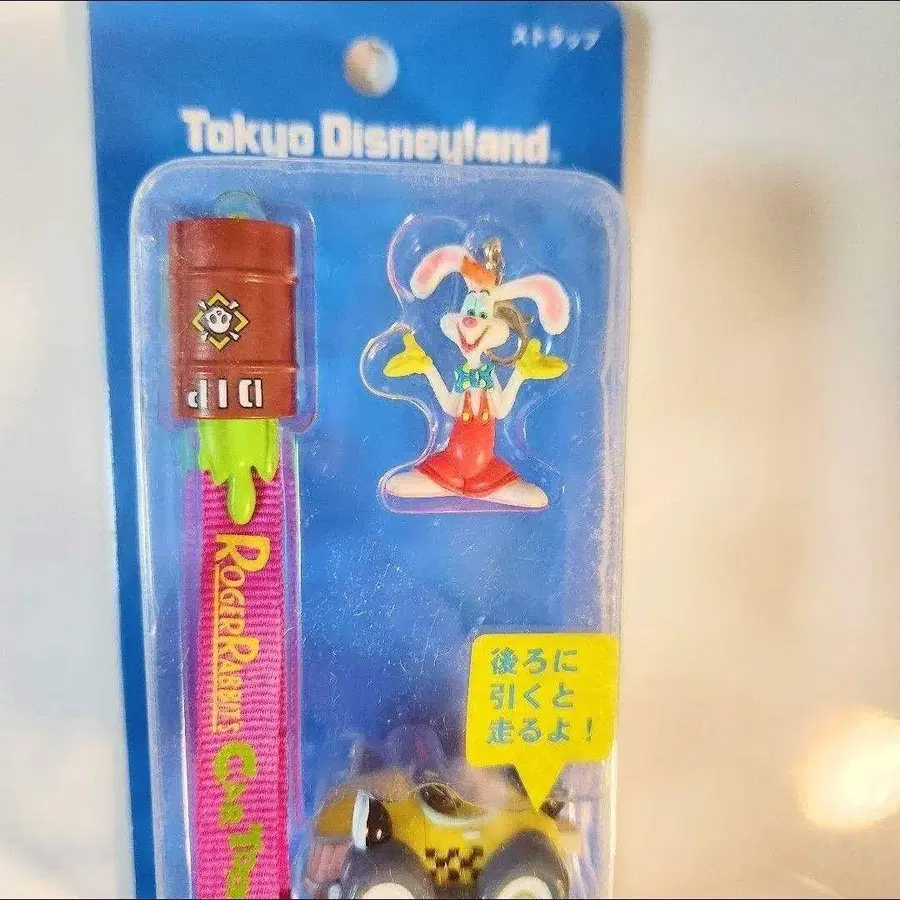 ストラップ
Tokyo Disneyland
DIP
ROGER RABBIT'S
CAR TOON
後ろに
引くと
走るよ!